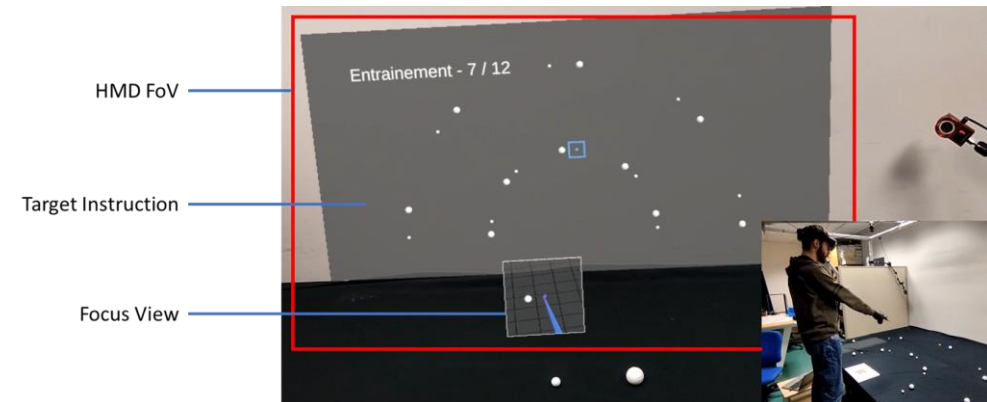 Entrainement - 7 / 12
HMD FoV
Target Instruction
Focus View